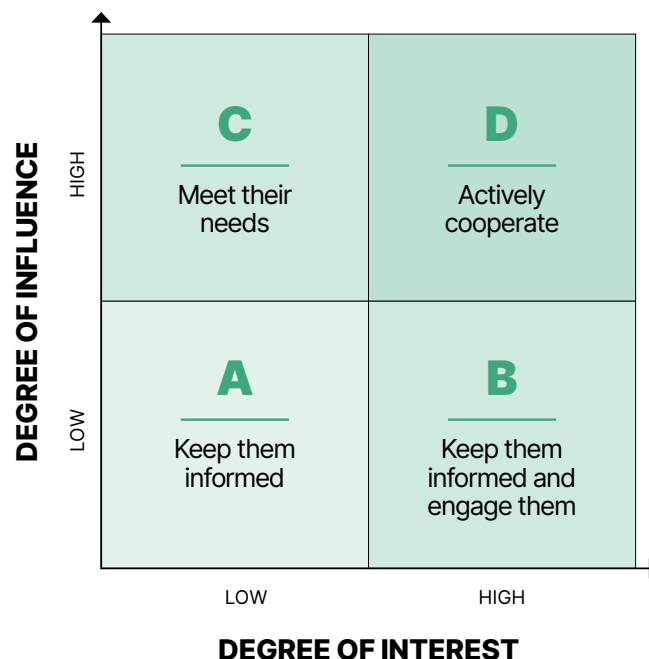 DEGREE OF INFLUENCE
HIGH
LOW
C
Meet their
needs
D
Actively
cooperate
A
Keep them
informed
B
Keep them
informed and
engage them
LOW
HIGH
DEGREE OF INTEREST